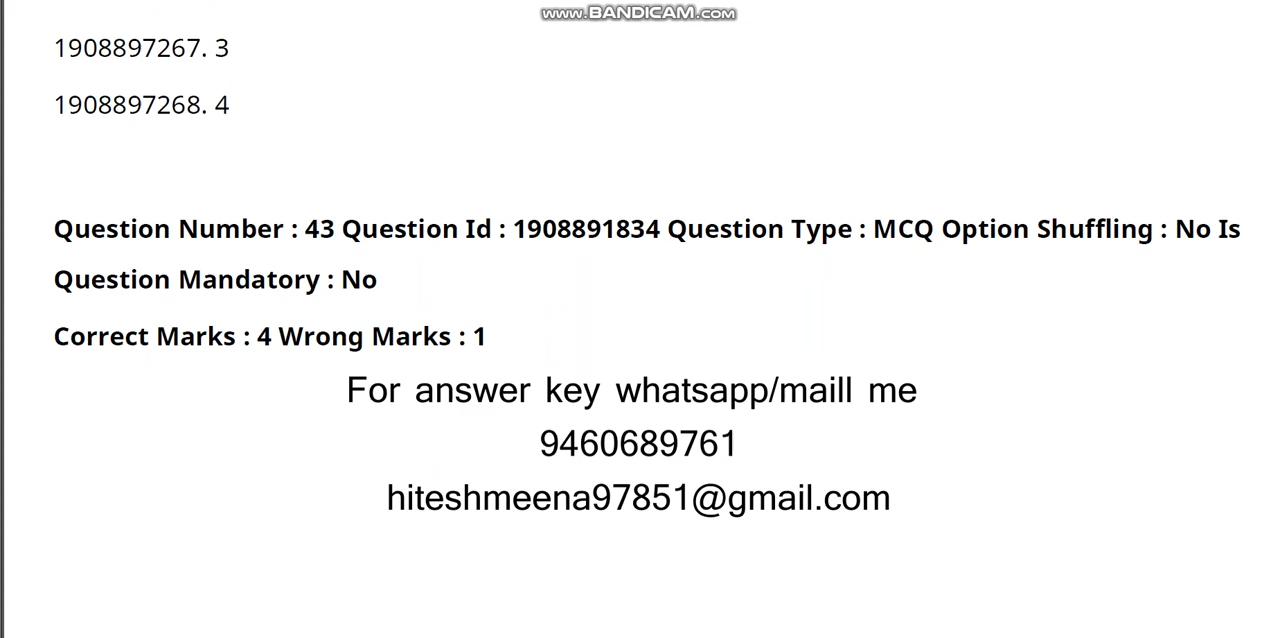 www.BANDICAM.com
1908897267. 3
1908897268. 4
Question Number : 43 Question Id : 1908891834 Question Type : MCQ Option Shuffling : No Is
Question Mandatory : No
Correct Marks : 4 Wrong Marks : 1
For answer key whatsapp/maill me
9460689761
hiteshmeena97851@gmail.com